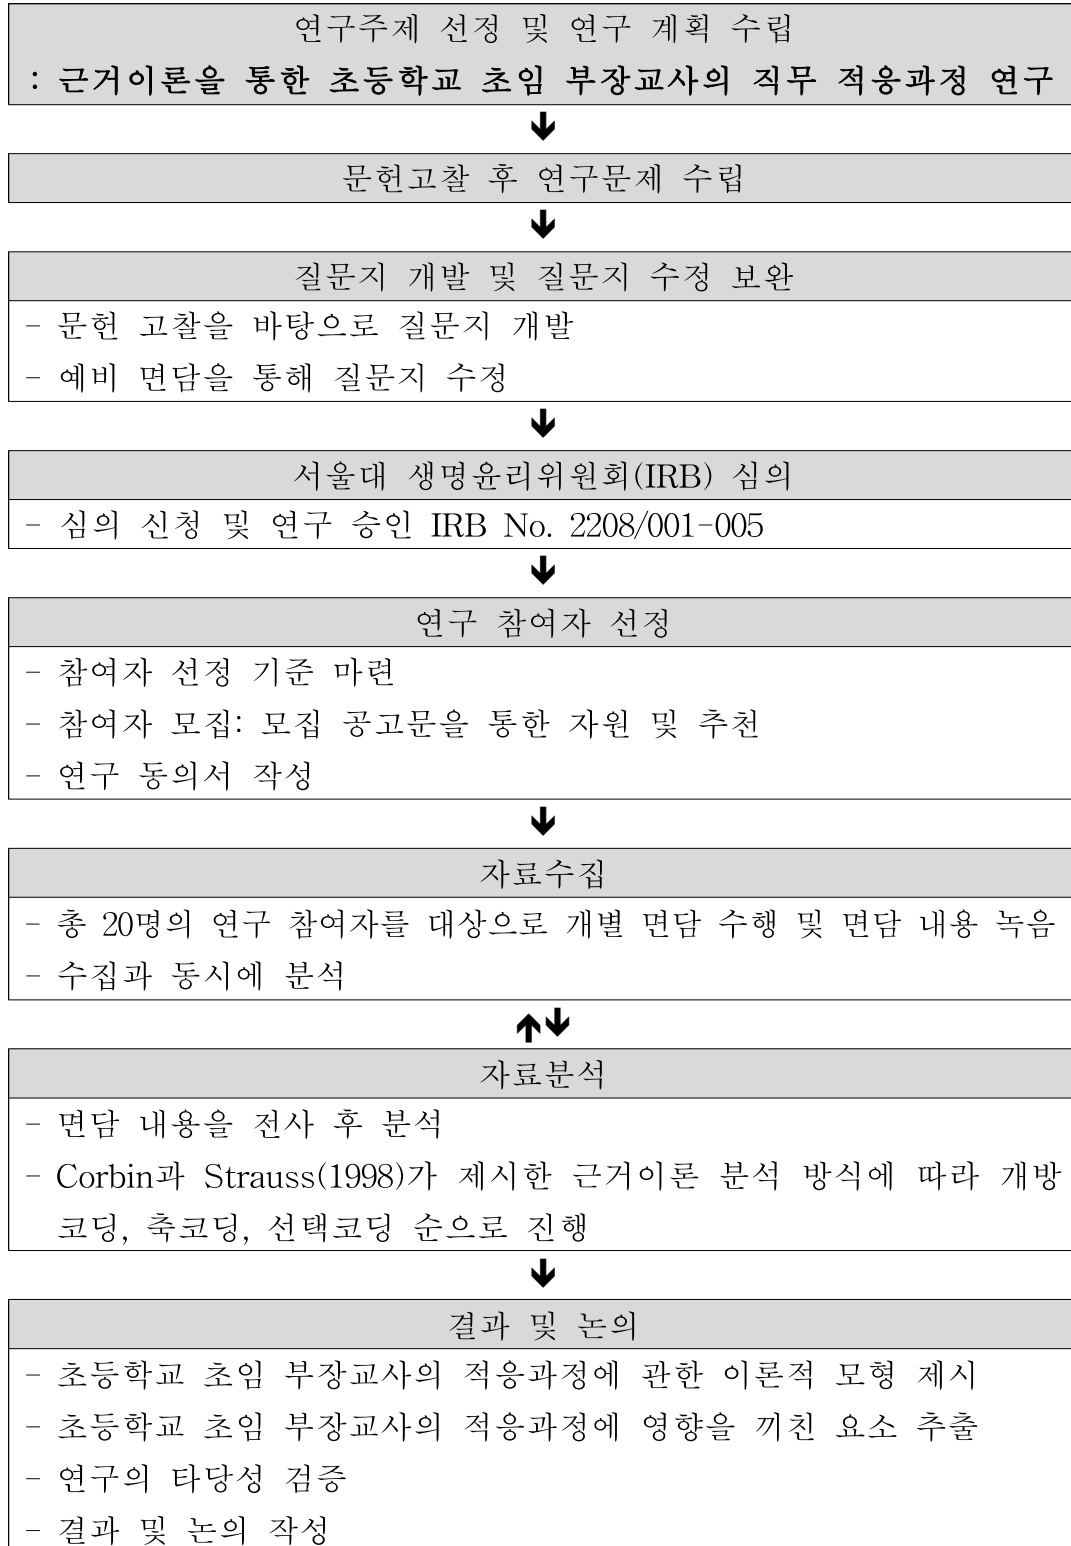 연구주제 선정 및 연구 계획 수립
: 근거이론을 통한 초등학교 초임 부장교사의 직무 적응과정 연구
문헌고찰 후 연구문제 수립
질문지 개발 및 질문지 수정 보완
- 문헌 고찰을 바탕으로 질문지 개발
- 예비 면담을 통해 질문지 수정
서울대 생명윤리위원회(IRB) 심의
- 심의 신청 및 연구 승인 IRB No. 2208/001-005
연구 참여자 선정
- 참여자 선정 기준 마련
- 참여자 모집: 모집 공고문을 통한 자원 및 추천
- 연구 동의서 작성
자료수집
- 총 20명의 연구 참여자를 대상으로 개별 면담 수행 및 면담 내용 녹음
- 수집과 동시에 분석
자료분석
- 면담 내용을 전사 후 분석
- Corbin과 Strauss(1998)가 제시한 근거이론 분석 방식에 따라 개방
코딩, 축코딩, 선택코딩 순으로 진행
결과 및 논의
- 초등학교 초임 부장교사의 적응과정에 관한 이론적 모형 제시
- 초등학교 초임 부장교사의 적응과정에 영향을 끼친 요소 추출
- 연구의 타당성 검증
- 결과 및 논의 작성